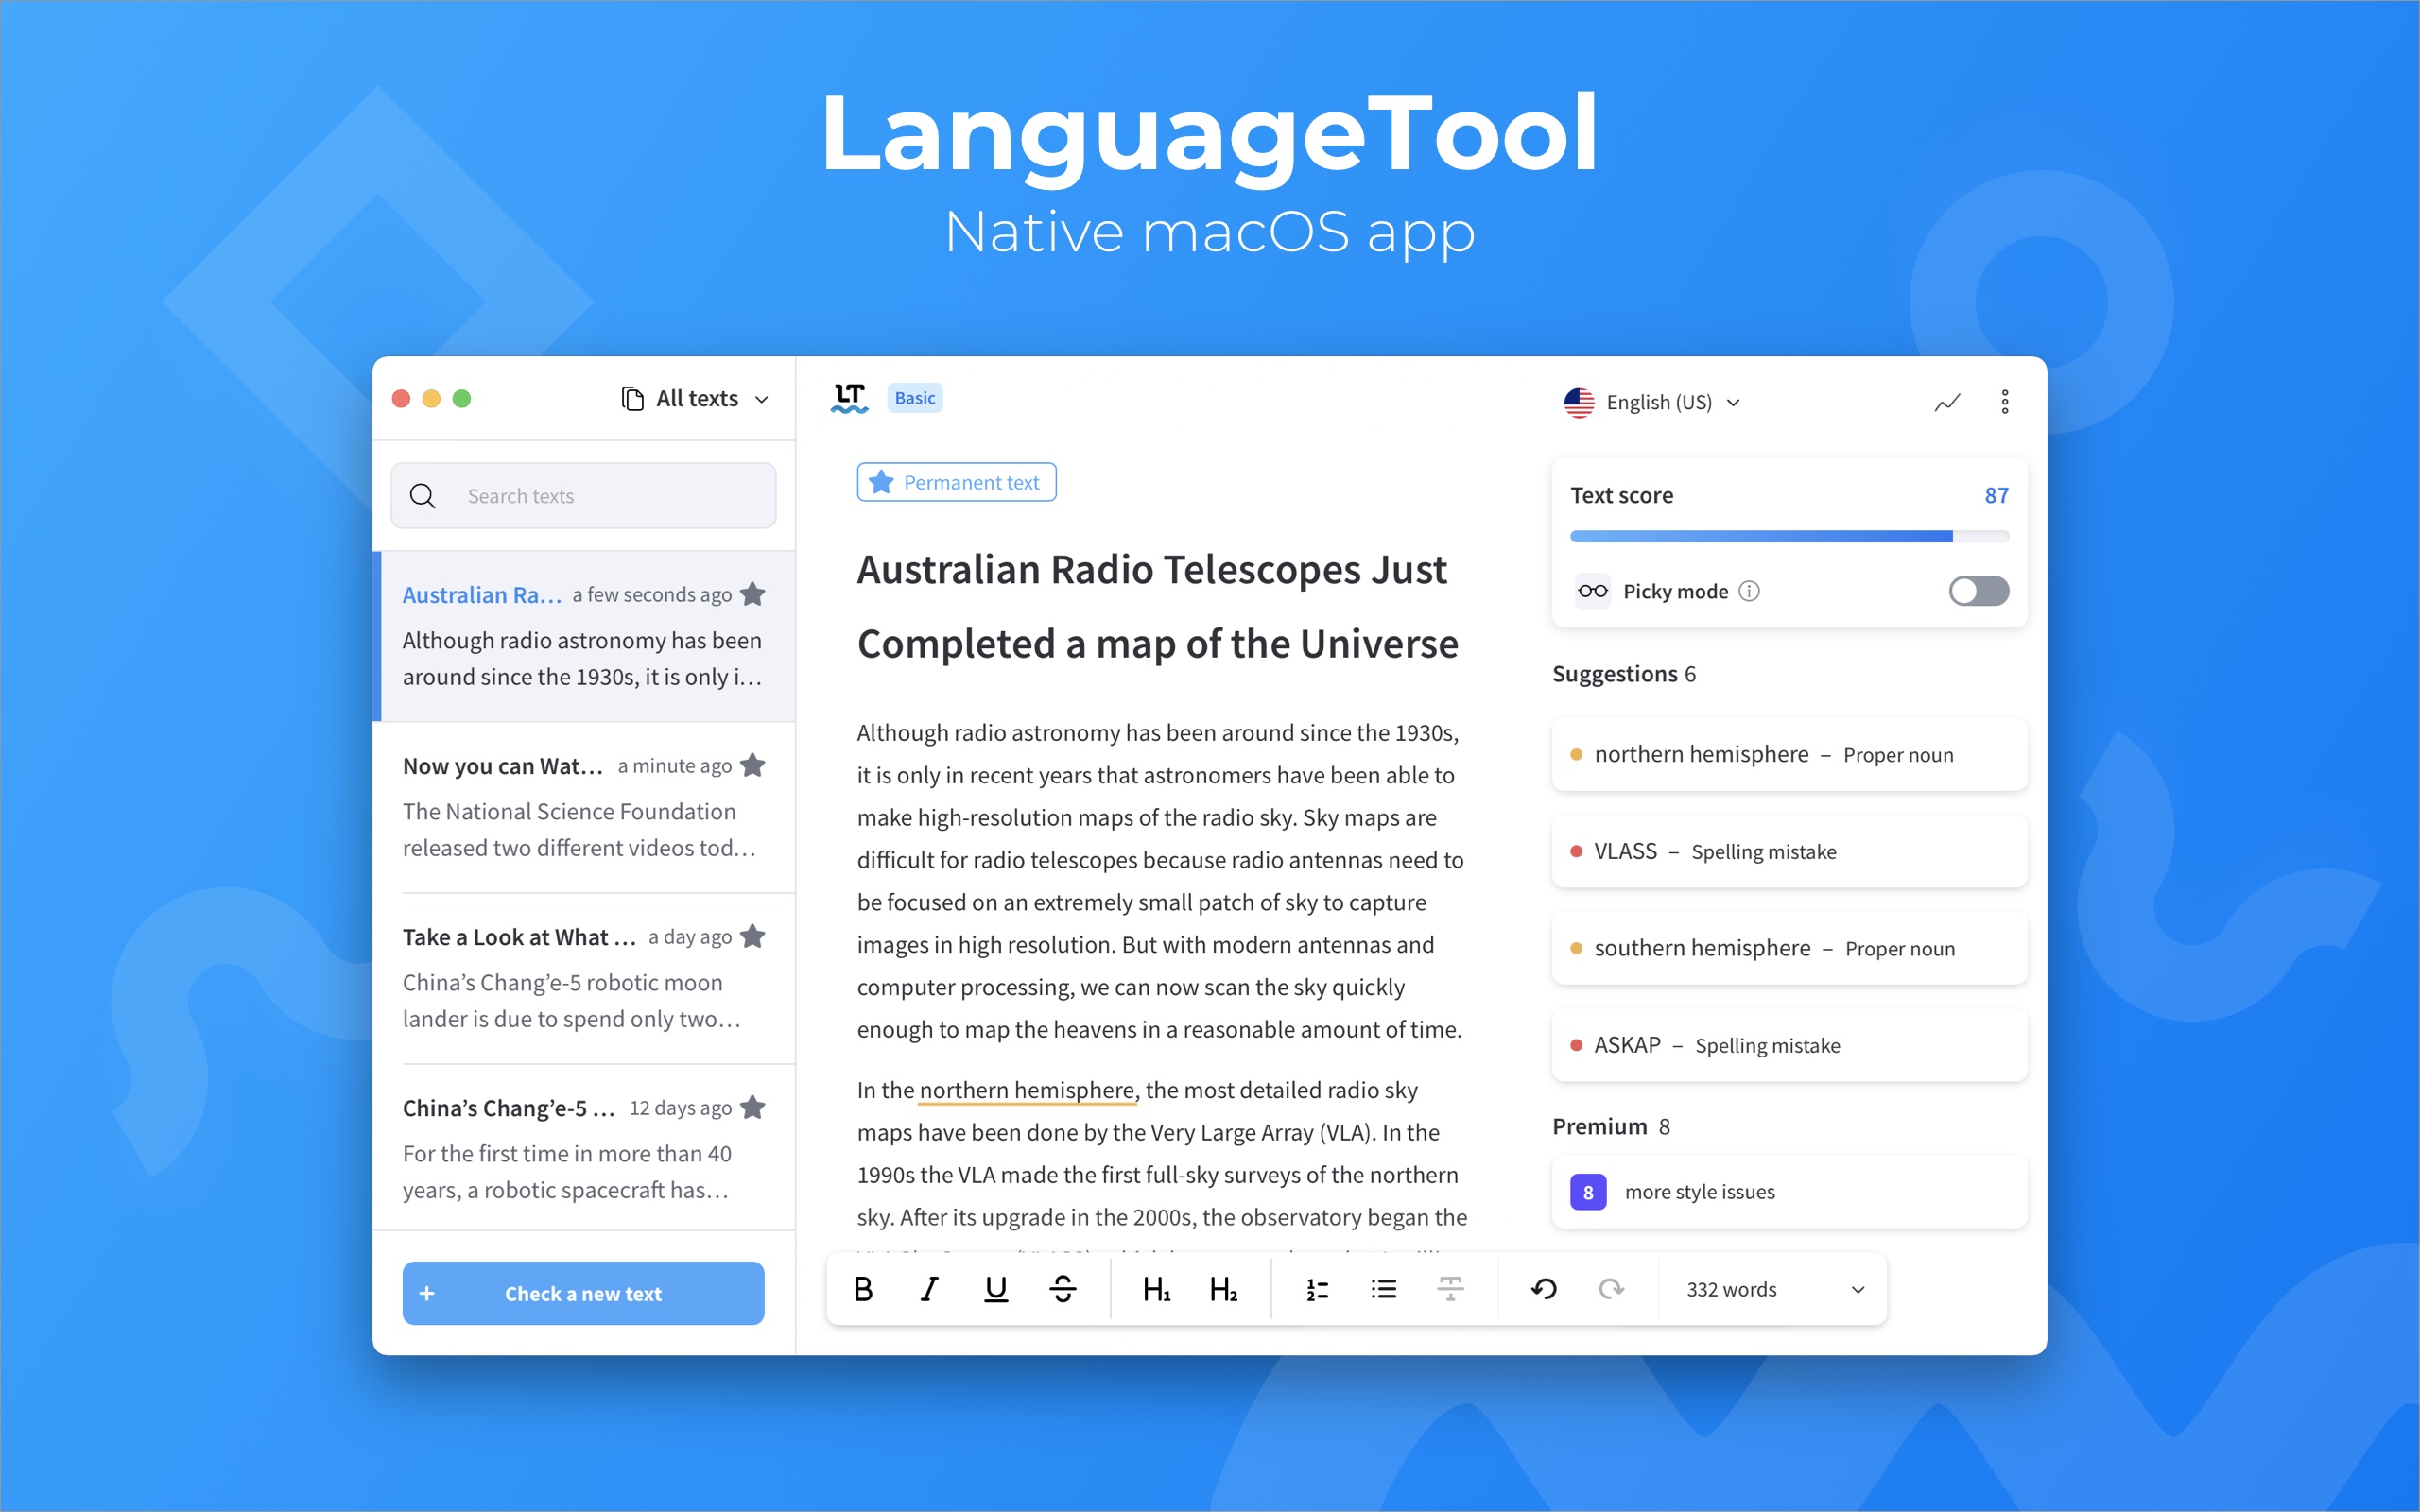 LanguageTool
Native macOS app
All texts
Search texts
Australian Ra... a few seconds ago
Although radio astronomy has been
around since the 1930s, it is only i...
Now you can Wat... a minute ago
The National Science Foundation
released two different videos tod...
Take a Look at What ... a day ago
China’s Chang’e-5 robotic moon
lander is due to spend only two...
China’s Chang’e-5 ... 12 days ago
For the first time in more than 40
years, a robotic spacecraft has...
+ Check a new text
LT Basic
Permanent text
Australian Radio Telescopes Just
Completed a map of the Universe
Although radio astronomy has been around since the 1930s,
it is only in recent years that astronomers have been able to
make high-resolution maps of the radio sky. Sky maps are
difficult for radio telescopes because radio antennas need to
be focused on an extremely small patch of sky to capture
images in high resolution. But with modern antennas and
computer processing, we can now scan the sky quickly
enough to map the heavens in a reasonable amount of time.
In the northern hemisphere, the most detailed radio sky
maps have been done by the Very Large Array (VLA). In the
1990s the VLA made the first full-sky surveys of the northern
sky. After its upgrade in the 2000s, the observatory began the
B I U S H1 H2 332 words
English (US)
Text score 87
Picky mode
Suggestions 6
northern hemisphere – Proper noun
VLASS – Spelling mistake
southern hemisphere – Proper noun
ASKAP – Spelling mistake
Premium 8
8 more style issues